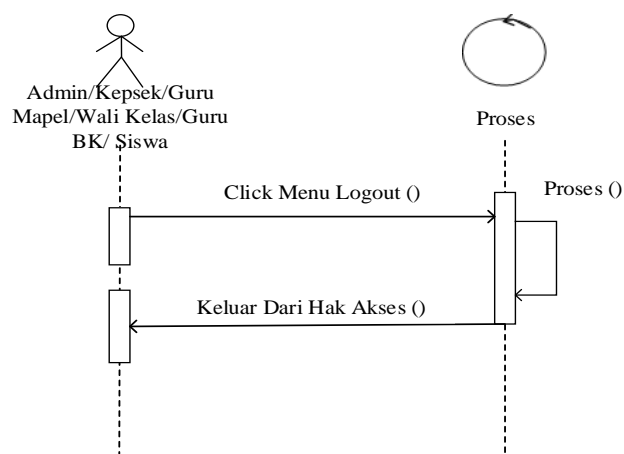 Admin/Kepsek/Guru
Mapel/Wali Kelas/Guru
BK/ Siswa
Proses
Click Menu Logout ()
Proses ()
Keluar Dari Hak Akses ()